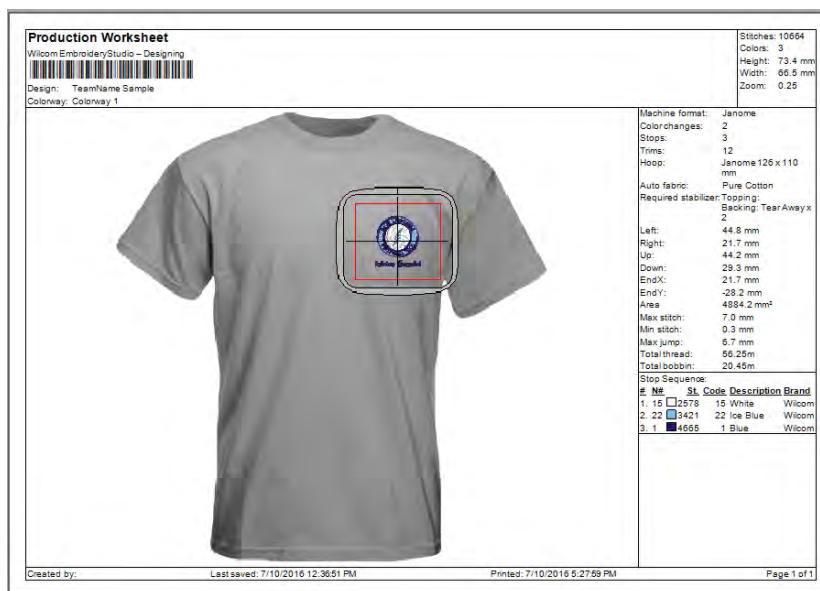 Production Worksheet
Wilcom EmbroideryStudio – Designing
Design: TeamName Sample
Colorway: Colorway 1
Stitches: 10664
Colors: 3
Height: 73.4 mm
Width: 66.5 mm
Zoom: 0.25
Machine format: Janome
Color changes: 2
Stops: 3
Trims: 12
Hoop: Janome 126 x 110
mm
Auto fabric: Pure Cotton
Required stabilizer: Topping:
Backing: Tear Away x
2
Left: 44.8 mm
Right: 21.7 mm
Up: 44.2 mm
Down: 29.3 mm
EndX: 21.7 mm
EndY: -28.2 mm
Area 4884.2 mm²
Max stitch: 7.0 mm
Min stitch: 0.3 mm
Max jump: 6.7 mm
Total thread: 56.25m
Total bobbin: 20.45m
Stop Sequence:
# N# St. Code Description Brand
1. 15 2578 15 White Wilcom
2. 22 3421 22 Ice Blue Wilcom
3. 1 4665 1 Blue Wilcom
Created by: Last saved: 7/10/2016 12:36:51 PM Printed: 7/10/2016 5:27:59 PM Page 1 of 1